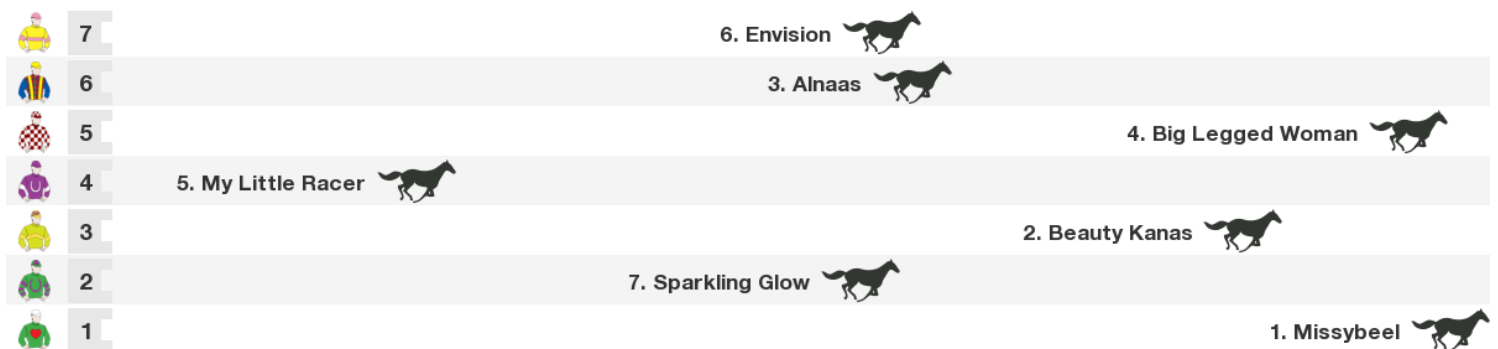 7 6. Envision
6 3. Alnaas
5 4. Big Legged Woman
4 5. My Little Racer
3 2. Beauty Kanas
2 7. Sparkling Glow
1 1. Missybeel